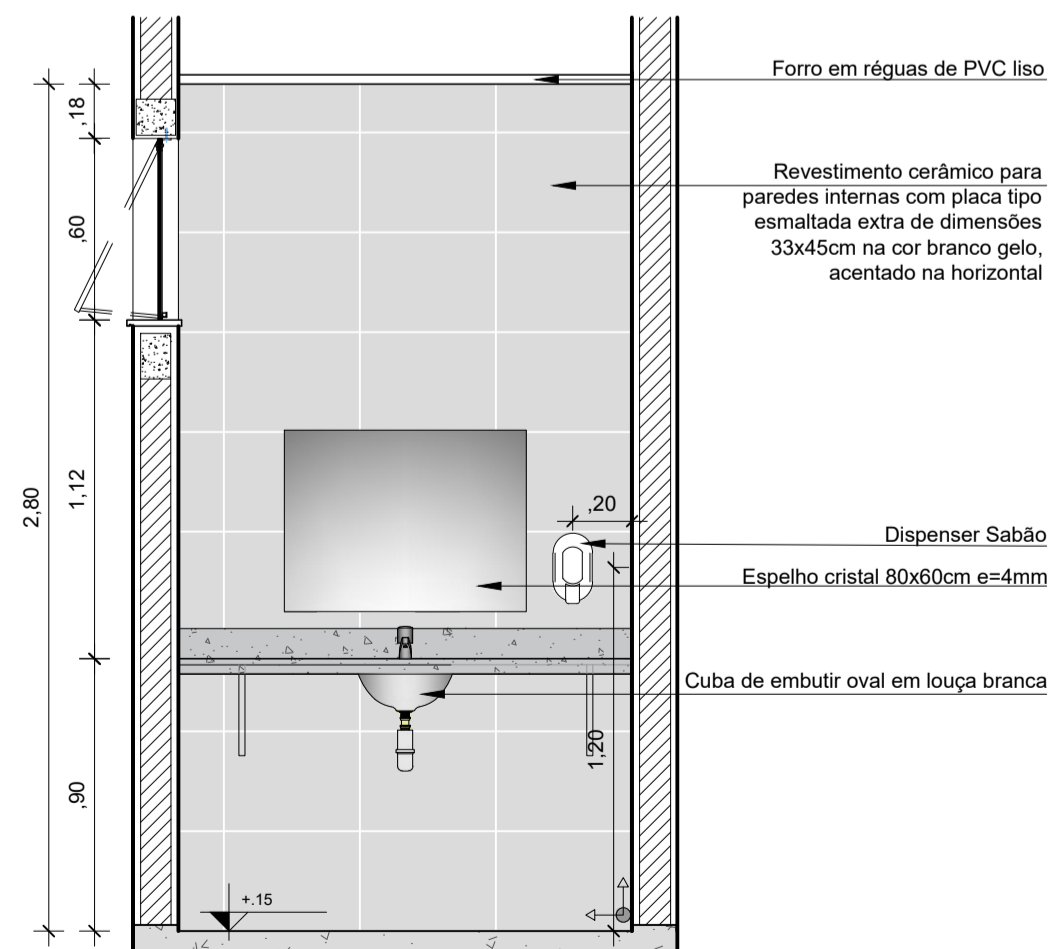 Forro em réguas de PVC liso
,18
Revestimento cerâmico para
paredes internas com placa tipo
esmaltada extra de dimensões
33x45cm na cor branco gelo,
acentado na horizontal
,60
1,12
2,80
,20
Dispenser Sabão
Espelho cristal 80x60cm e=4mm
Cuba de embutir oval em louça branca
1,20
,90
+.15